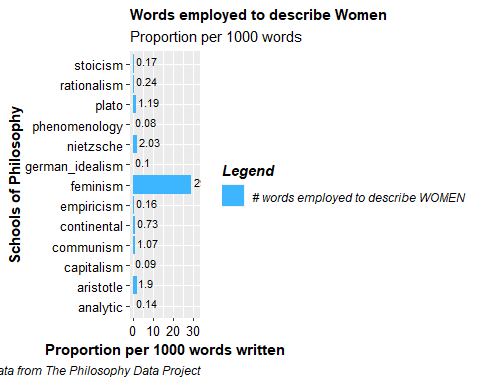 Words employed to describe Women
Proportion per 1000 words
Schools of Philosophy
stoicism 0.17
rationalism 0.24
plato 1.19
phenomenology 0.08
nietzsche 2.03
german_idealism 0.1
feminism
empiricism 0.16
continental 0.73
communism 1.07
capitalism 0.09
aristotle 1.9
analytic 0.14
0 10 20 30
Proportion per 1000 words written
Legend
# words employed to describe WOMEN
from The Philosophy Data Project